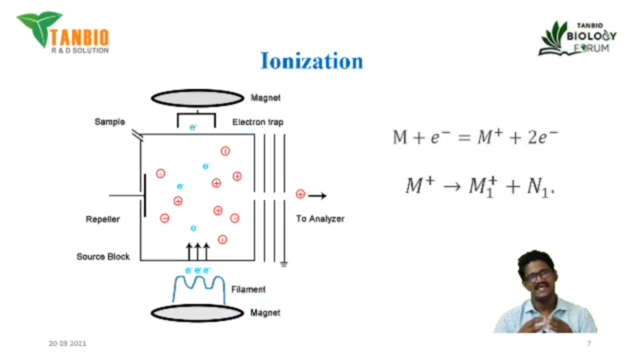 TANBIO
R & D SOLUTION
TANBIO
BIOLOGY
FORUM
Ionization
Magnet
Sample
e⁻
Electron trap
e⁻
e⁻
Repeller
To Analyzer
e⁻
Source Block
e⁻ e⁻ e⁻
Filament
Magnet
M + e⁻ = M⁺ + 2e⁻
M⁺ → M₁⁺ + N₁.
20 09 2021
7